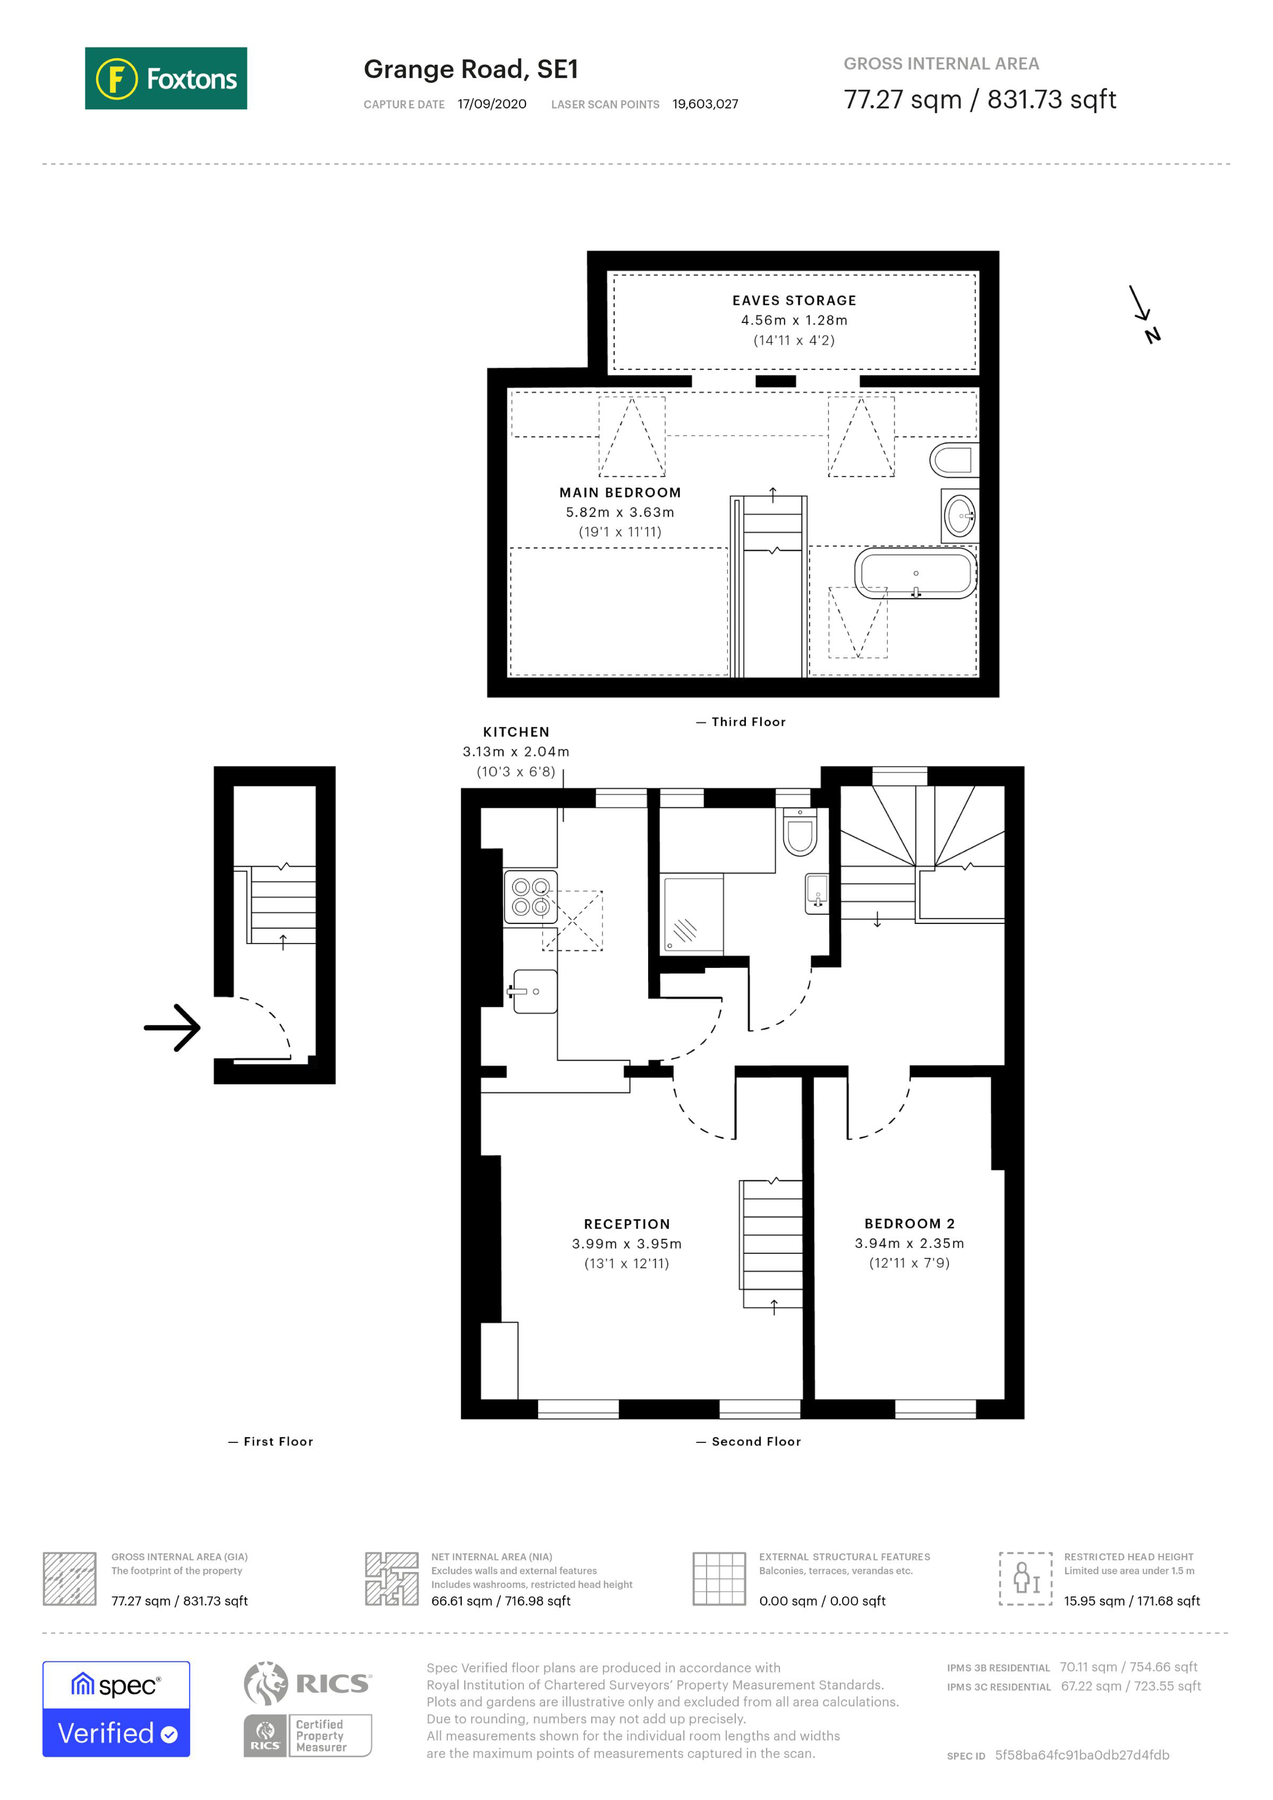 Foxtons
Grange Road, SE1
CAPTURE DATE 17/09/2020 LASER SCAN POINTS 19,603,027
GROSS INTERNAL AREA
77.27 sqm / 831.73 sqft
EAVES STORAGE
4.56m x 1.28m
(14'11 x 4'2)
N
MAIN BEDROOM
5.82m x 3.63m
(19'1 x 11'11)
— Third Floor
KITCHEN
3.13m x 2.04m
(10'3 x 6'8)
RECEPTION
3.99m x 3.95m
(13'1 x 12'11)
BEDROOM 2
3.94m x 2.35m
(12'11 x 7'9)
— First Floor
— Second Floor
GROSS INTERNAL AREA (GIA)
The footprint of the property
77.27 sqm / 831.73 sqft
NET INTERNAL AREA (NIA)
Excludes walls and external features
Includes washrooms, restricted head height
66.61 sqm / 716.98 sqft
EXTERNAL STRUCTURAL FEATURES
Balconies, terraces, verandas etc.
0.00 sqm / 0.00 sqft
RESTRICTED HEAD HEIGHT
Limited use area under 1.5 m
15.95 sqm / 171.68 sqft
spec®
Verified
RICS
RICS
Certified
Property
Measurer
Spec Verified floor plans are produced in accordance with
Royal Institution of Chartered Surveyors' Property Measurement Standards.
Plots and gardens are illustrative only and excluded from all area calculations.
Due to rounding, numbers may not add up precisely.
All measurements shown for the individual room lengths and widths
are the maximum points of measurements captured in the scan.
IPMS 3B RESIDENTIAL 70.11 sqm / 754.66 sqft
IPMS 3C RESIDENTIAL 67.22 sqm / 723.55 sqft
SPEC ID 5f58ba64fc91ba0db27d4fdb